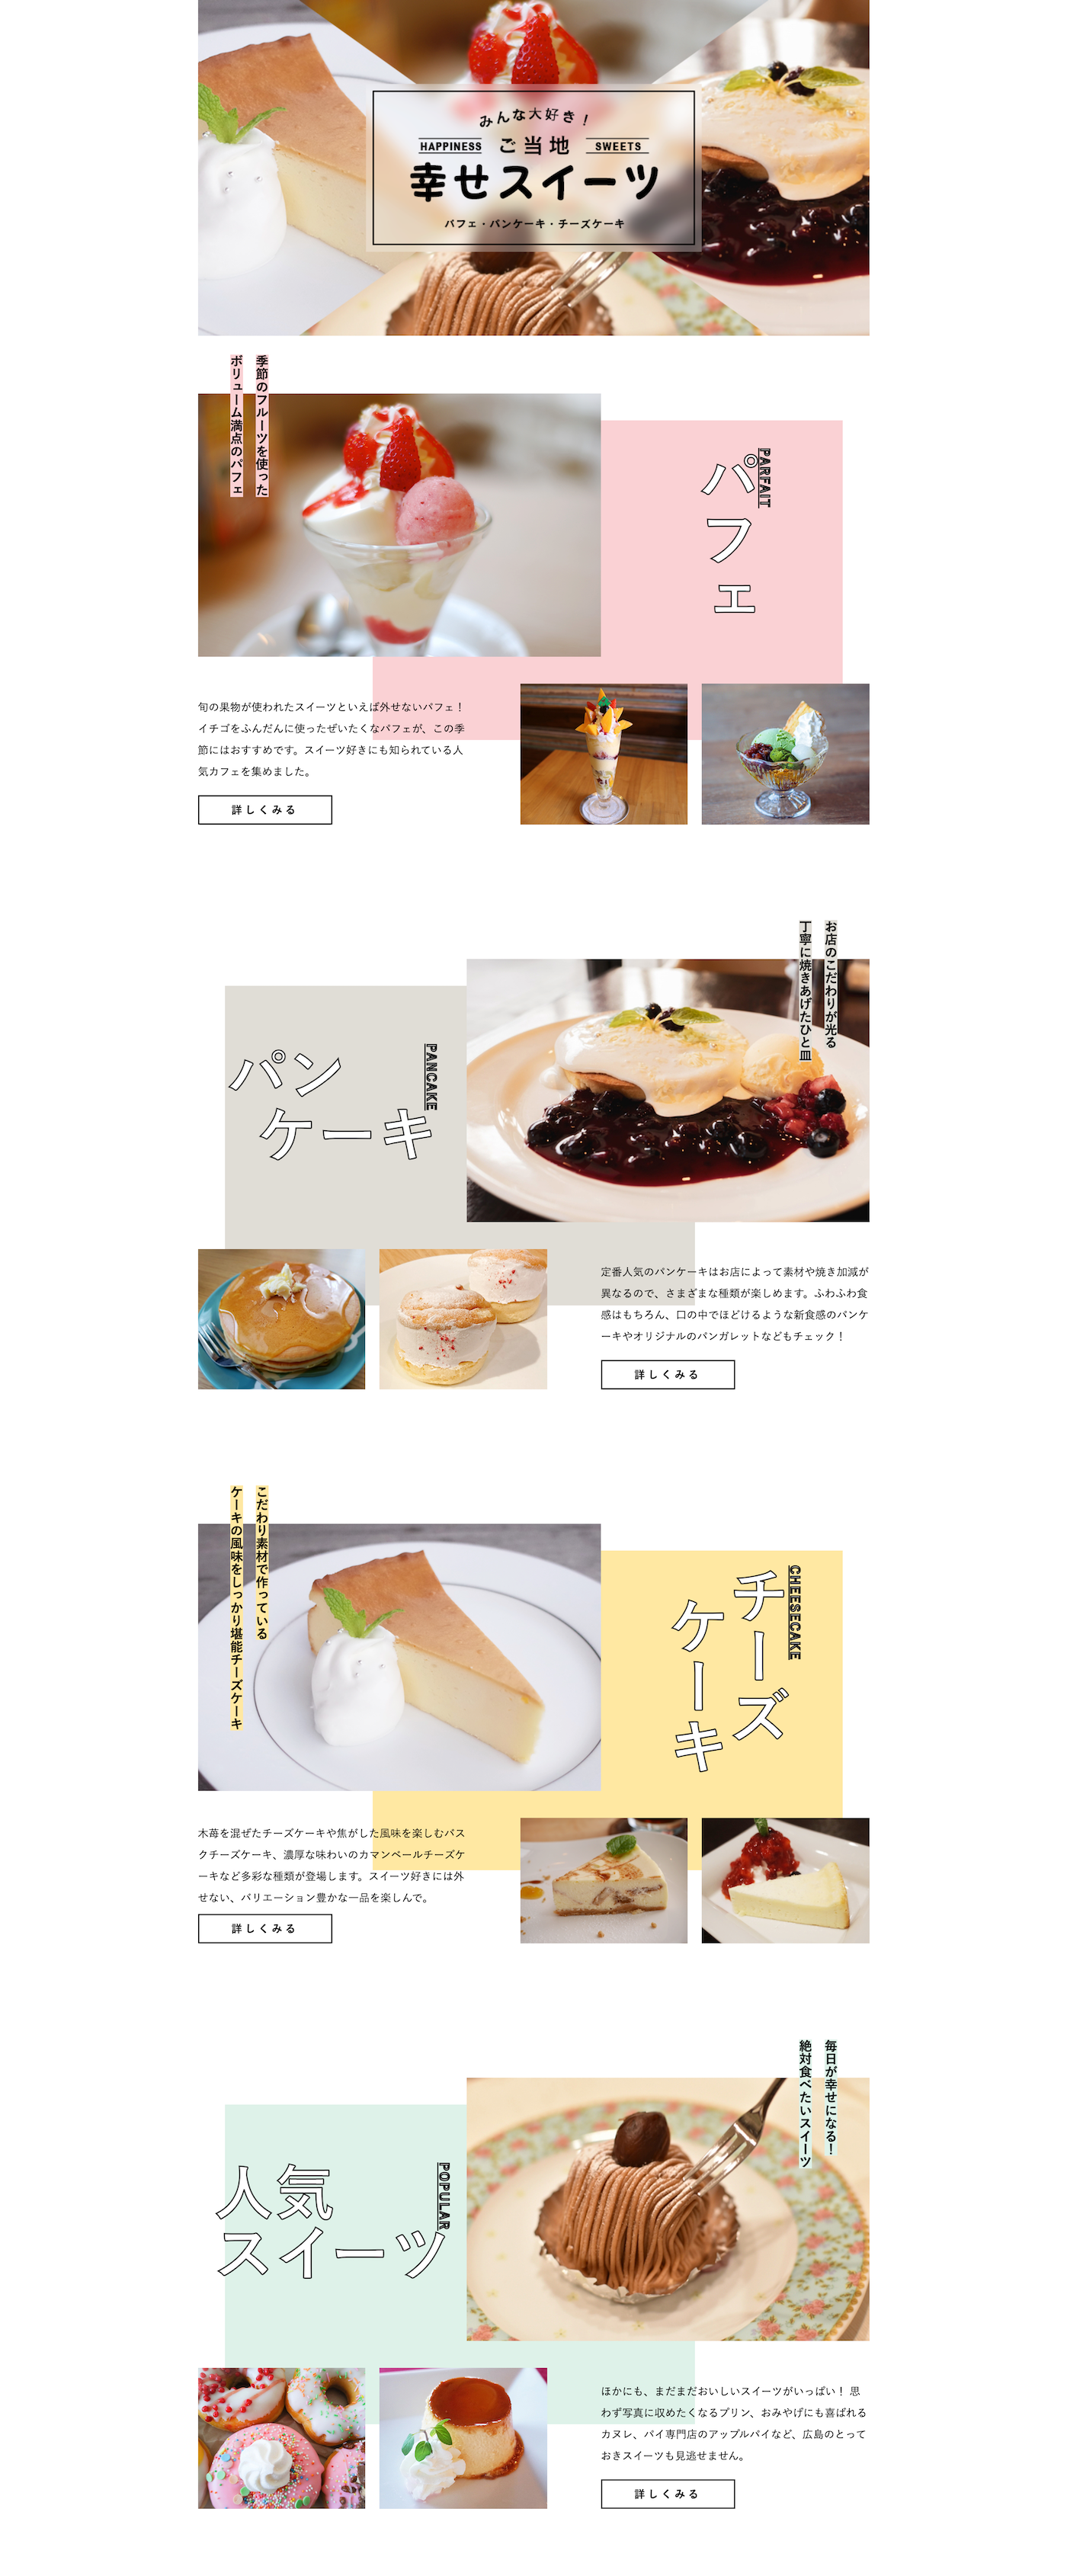 みんな大好き！
HAPPINESS ご当地 SWEETS
幸せスイーツ
パフェ・パンケーキ・チーズケーキ
季節のフルーツを使った
ボリューム満点のパフェ
PARFAIT
パフェ
旬の果物が使われたスイーツといえば外せないパフェ！
イチゴをふんだんに使ったぜいたくなパフェが、この季
節にはおすすめです。スイーツ好きにも知られている人
気カフェを集めました。
詳しくみる
お店のこだわりが光る
丁寧に焼きあげたひと皿
PANCAKE
パン
ケーキ
定番人気のパンケーキはお店によって素材や焼き加減が
異なるので、さまざまな種類が楽しめます。ふわふわ食
感はもちろん、口の中でほどけるような新食感のパンケ
ーキやオリジナルのパンガレットなどもチェック！
詳しくみる
こだわり素材で作っている
ケーキの風味をしっかり堪能チーズケーキ
CHEESECAKE
チーズ
ケーキ
木苺を混ぜたチーズケーキや焦がした風味を楽しむバス
クチーズケーキ、濃厚な味わいのカマンベールチーズケ
ーキなど多彩な種類が登場します。スイーツ好きには外
せない、バリエーション豊かな一品を楽しんで。
詳しくみる
毎日が幸せになる！
絶対食べたいスイーツ
POPULAR
人気
スイーツ
ほかにも、まだまだおいしいスイーツがいっぱい！ 思
わず写真に収めたくなるプリン、おみやげにも喜ばれる
カヌレ、パイ専門店のアップルパイなど、広島のとって
おきスイーツも見逃せません。
詳しくみる